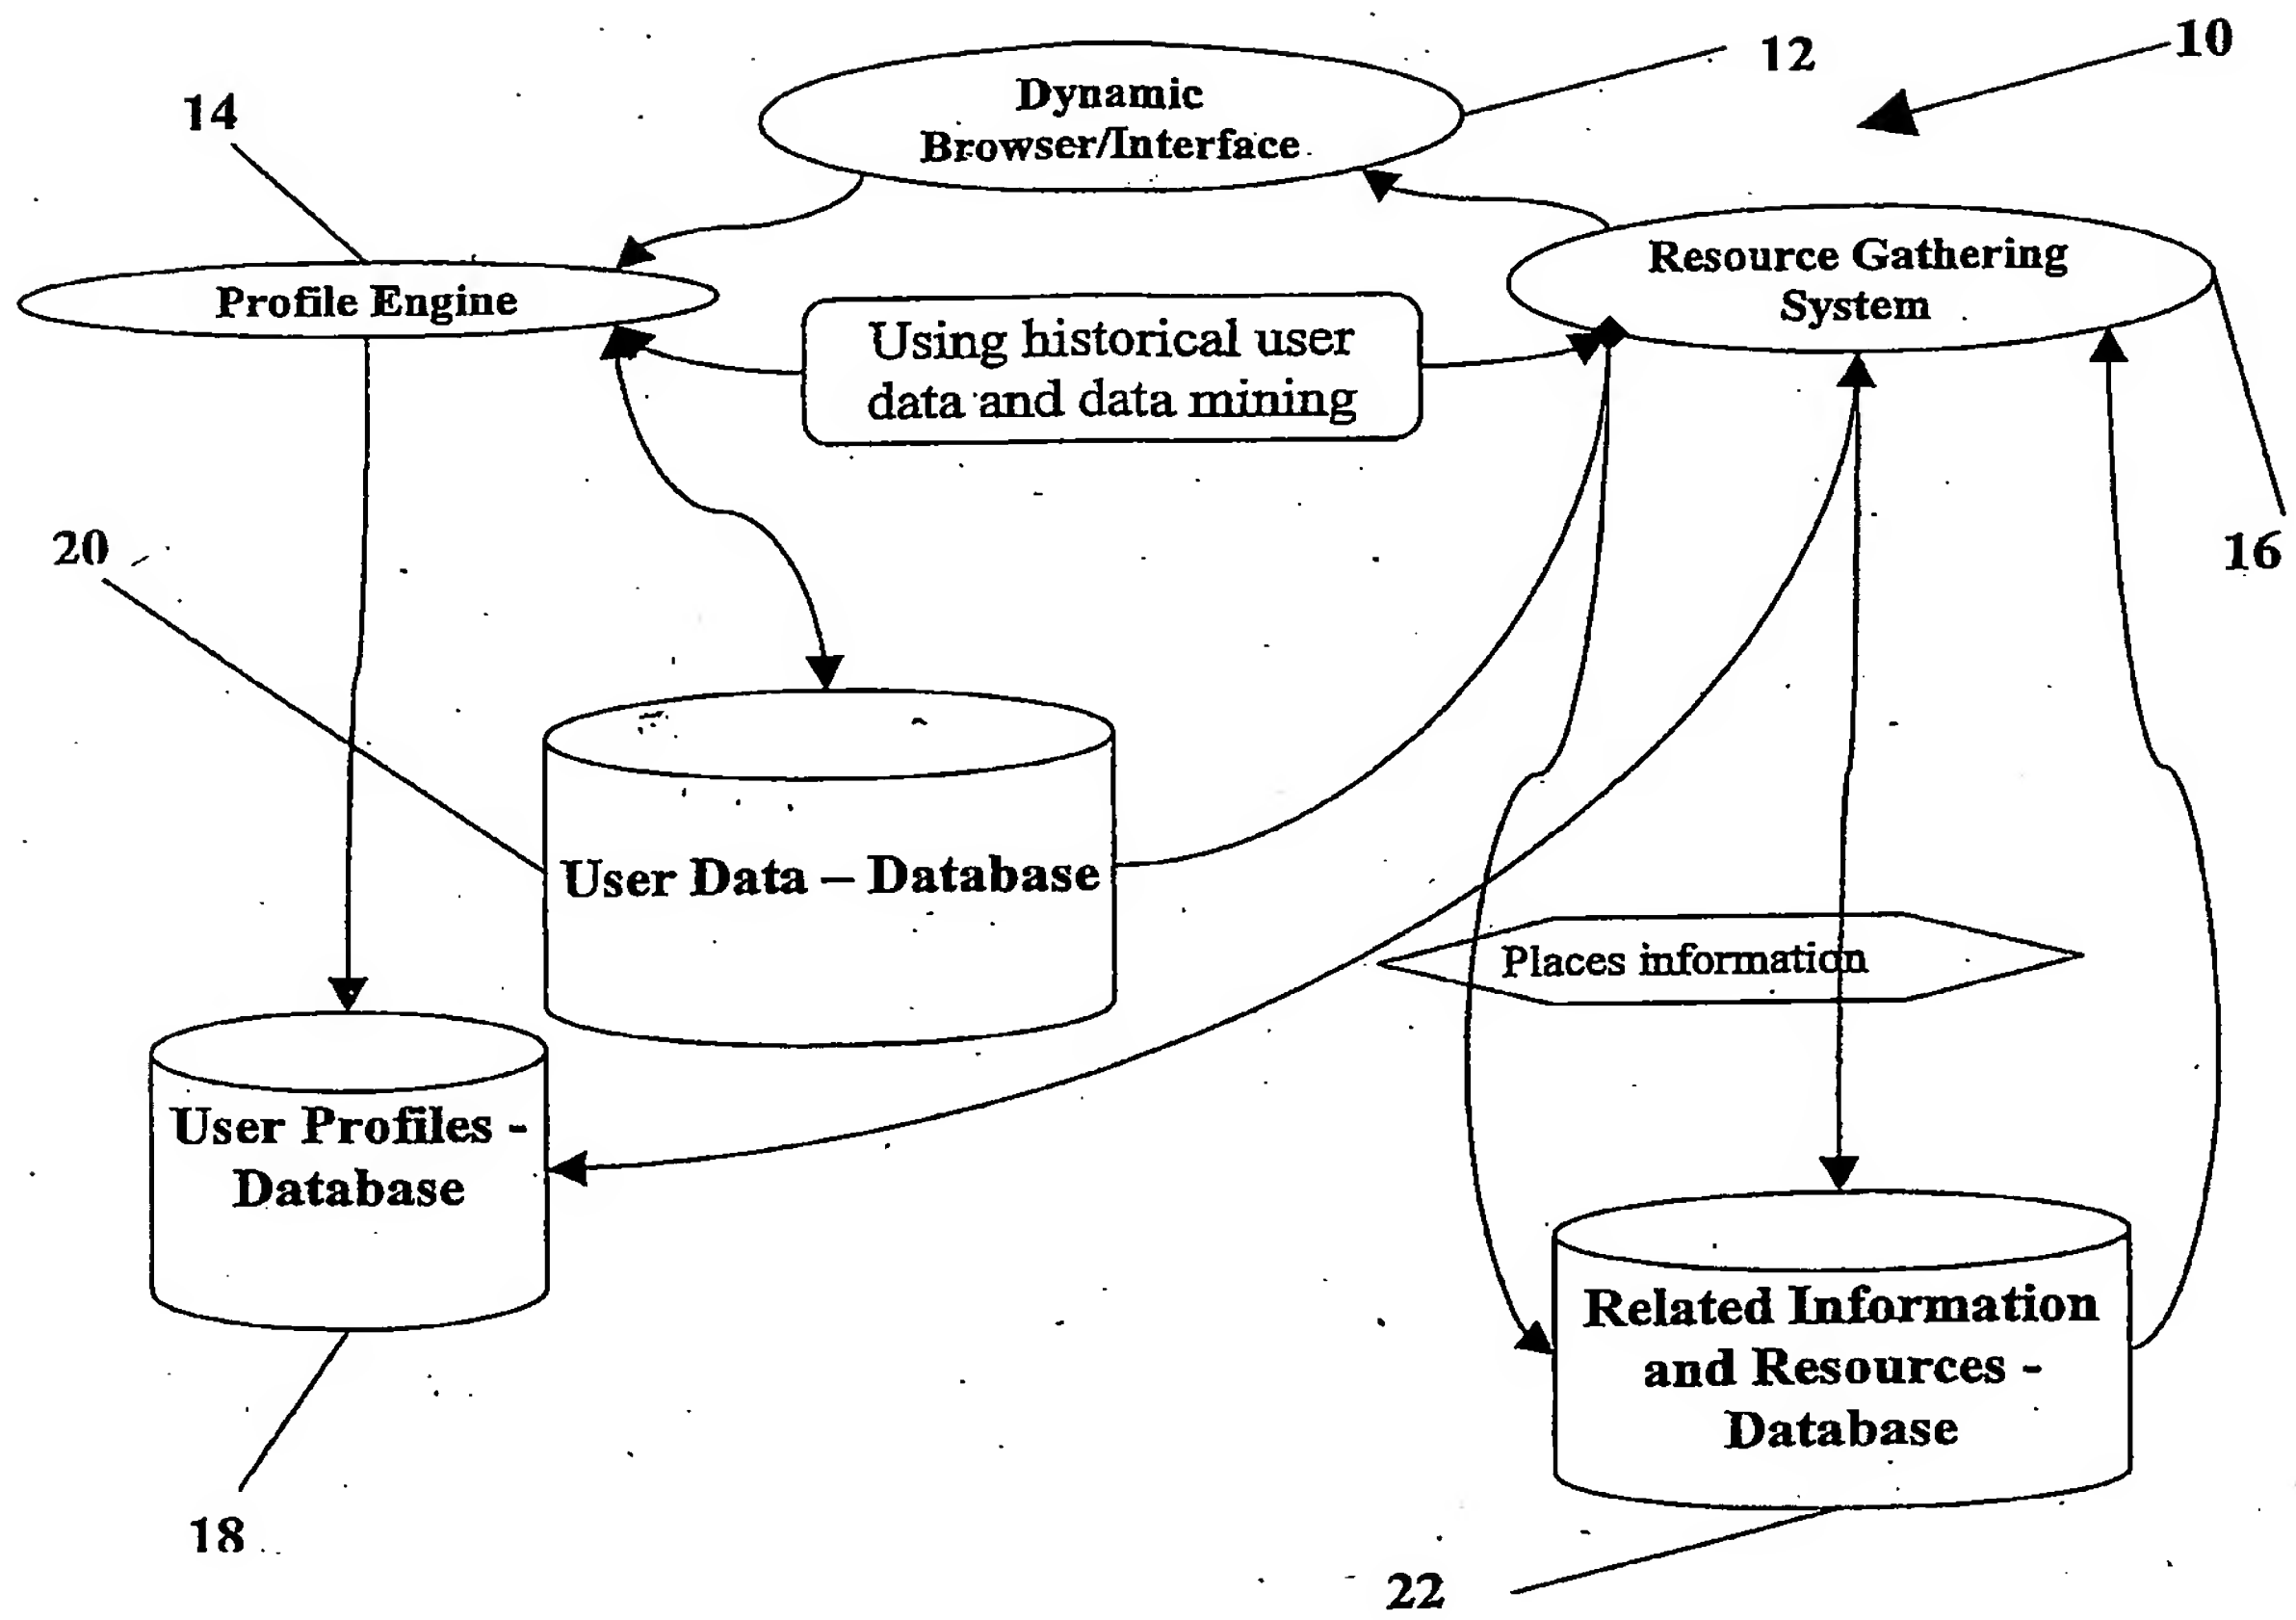 10
12
Dynamic
Browser/Interface
14
Resource Gathering
System
Profile Engine
Using historical user
data and data mining
16
20
User Data – Database
Places information
User Profiles -
Database
Related Information
and Resources -
Database
18
22